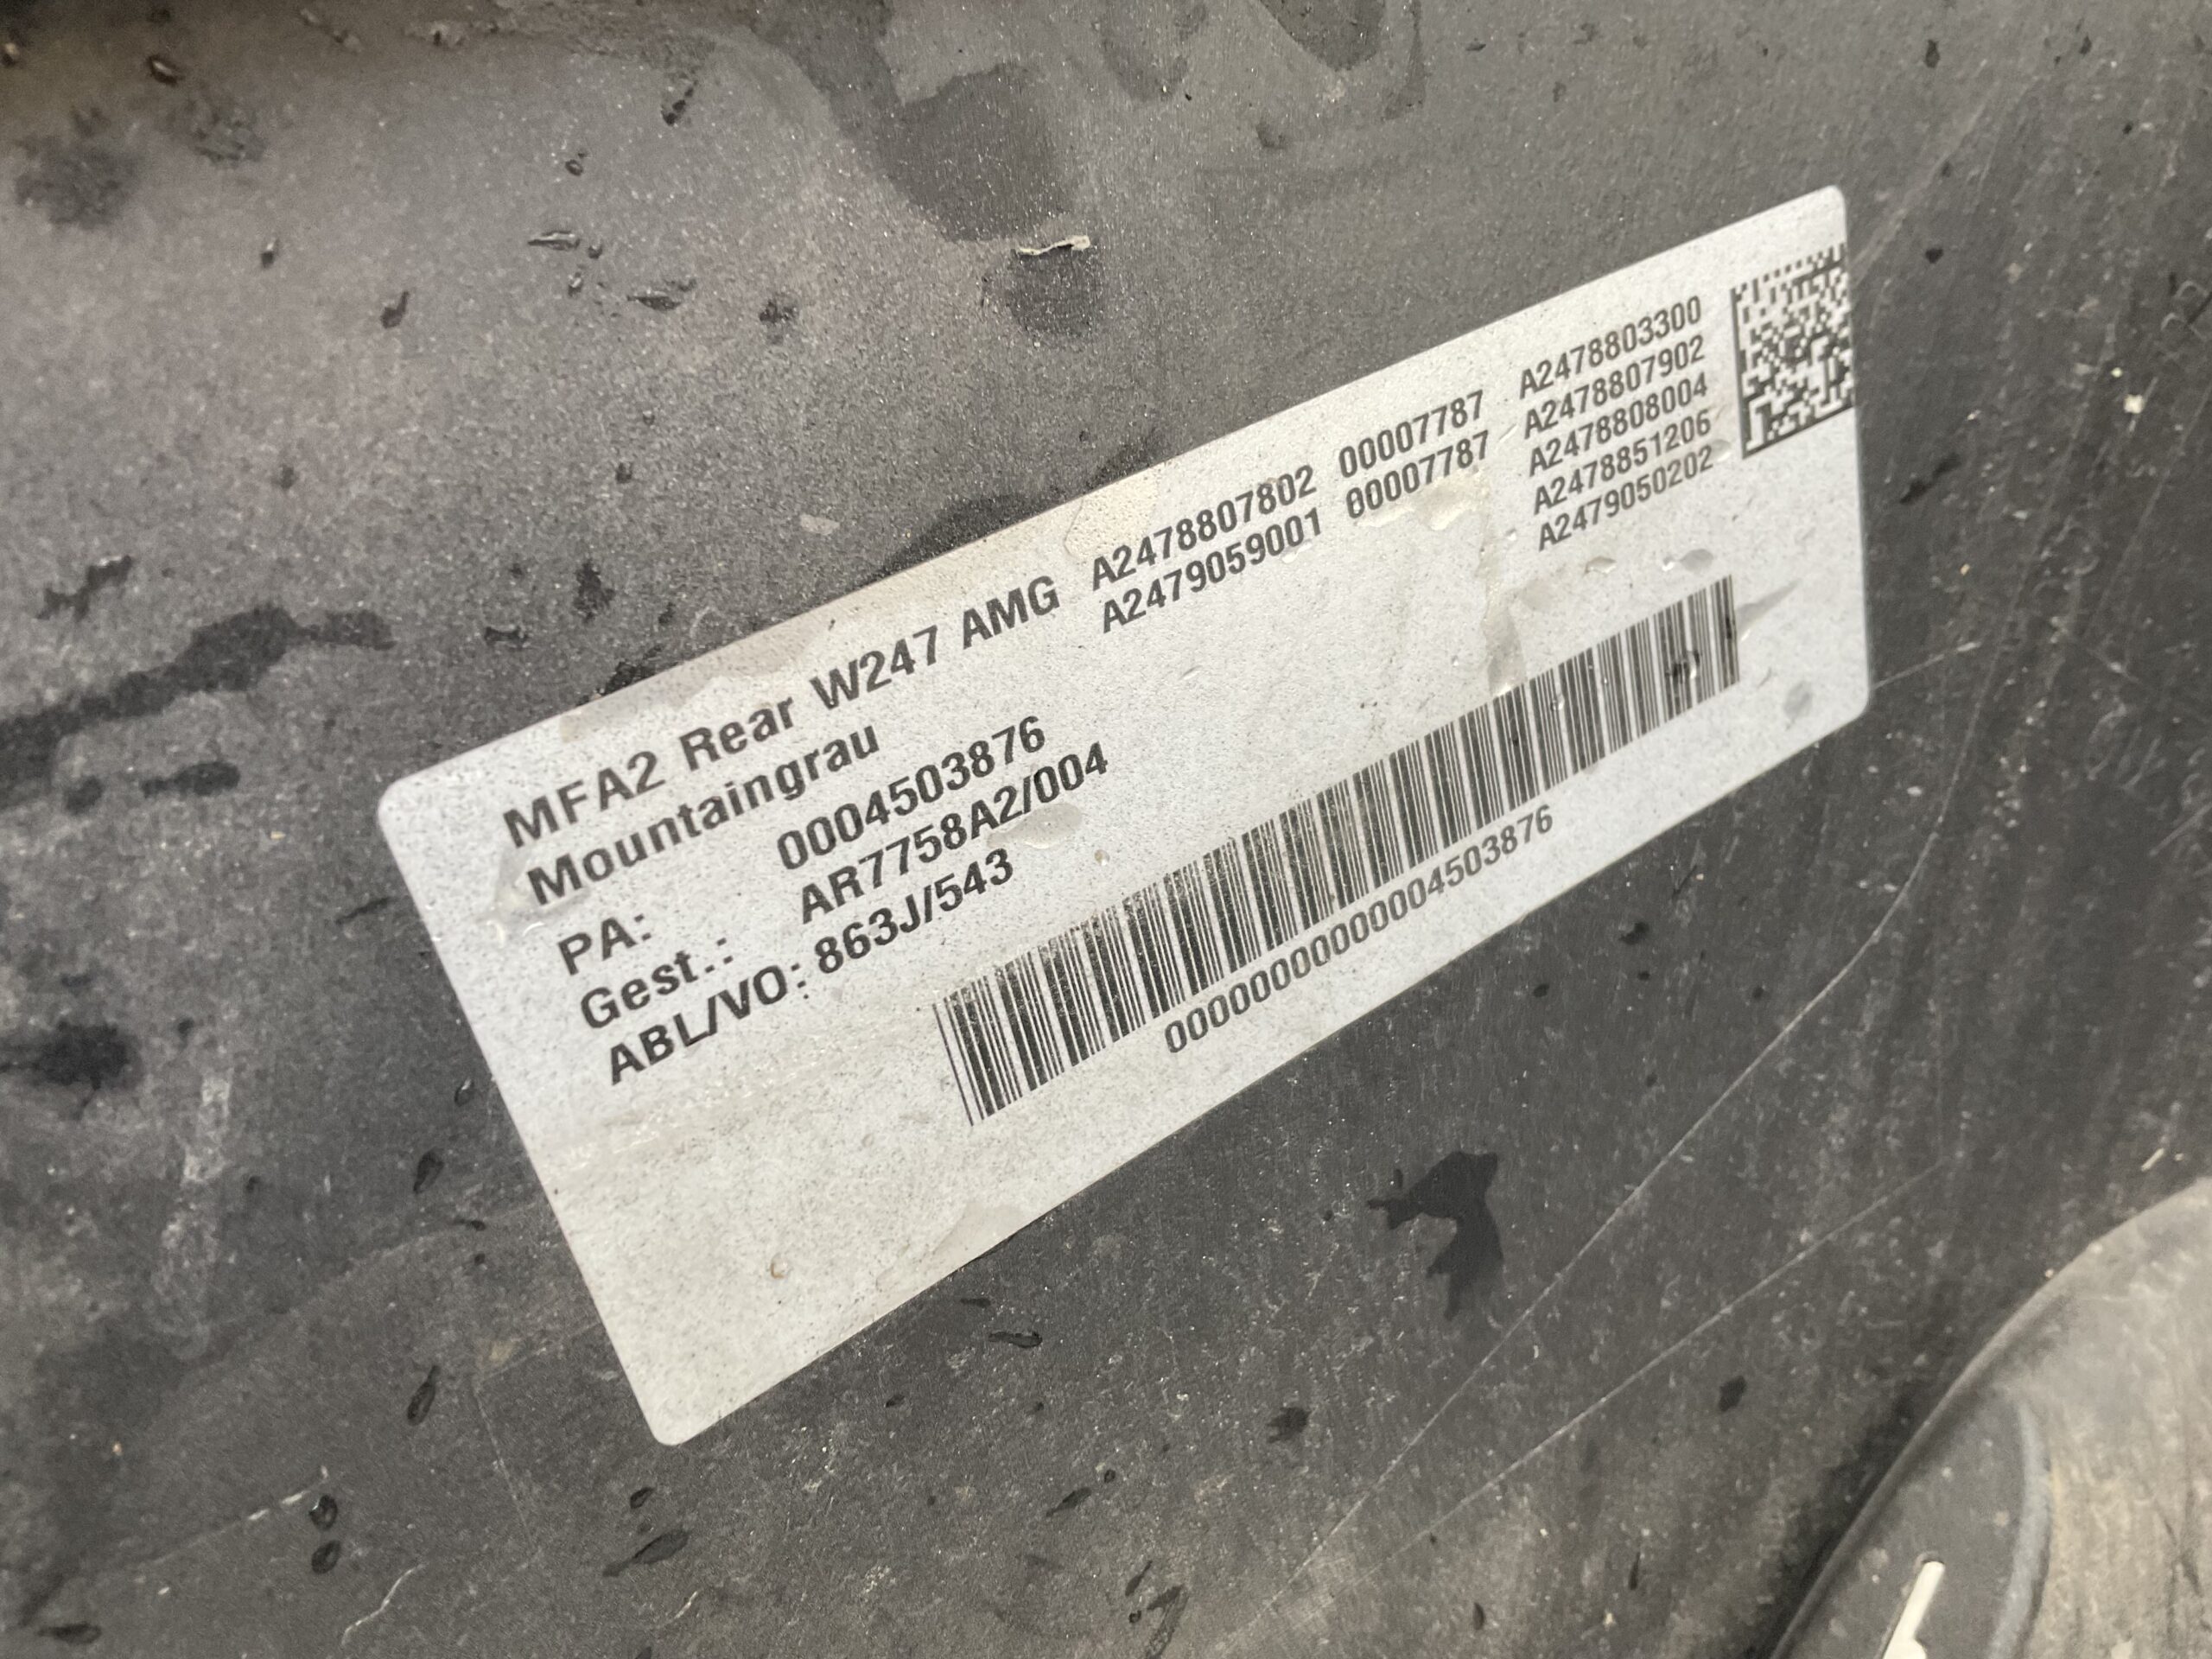 MFA2 Rear W247 AMG A2478807802 00007787 A2478803300
Mountaingrau A2479059001 00007787 A2478807902
A2478808004
A2478851206
A2479050202
PA: 0004503876
Gest.: AR7758A2/004
ABL/VO: 863J/543
000000000004503876